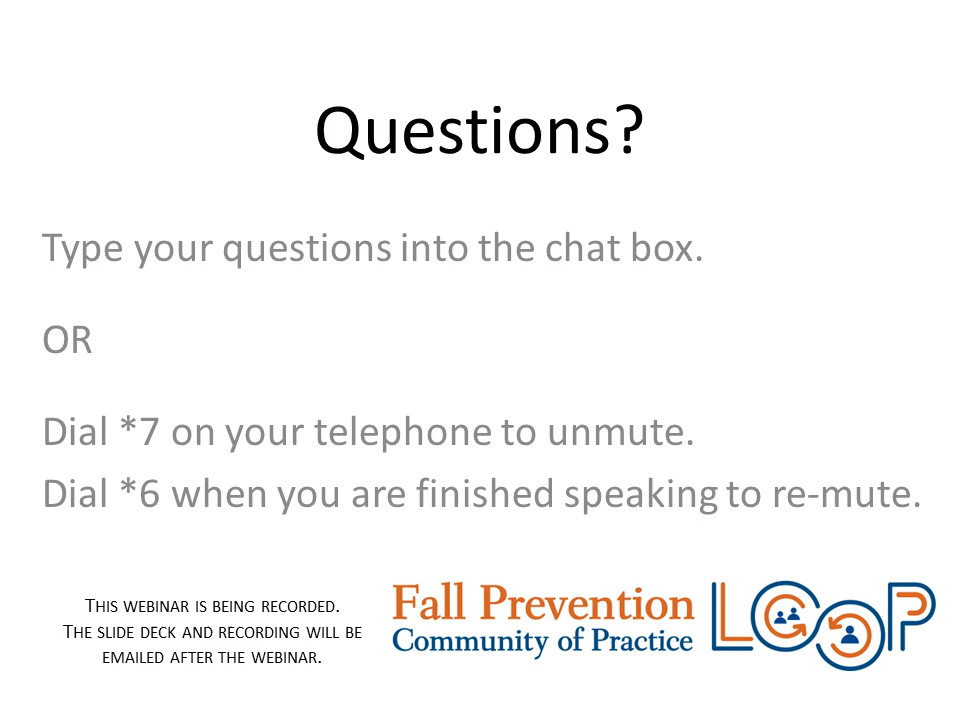 Questions?
Type your questions into the chat box.
OR
Dial *7 on your telephone to unmute.
Dial *6 when you are finished speaking to re-mute.
THIS WEBINAR IS BEING RECORDED.
THE SLIDE DECK AND RECORDING WILL BE
EMAILED AFTER THE WEBINAR.
Fall Prevention
Community of Practice
LOOP